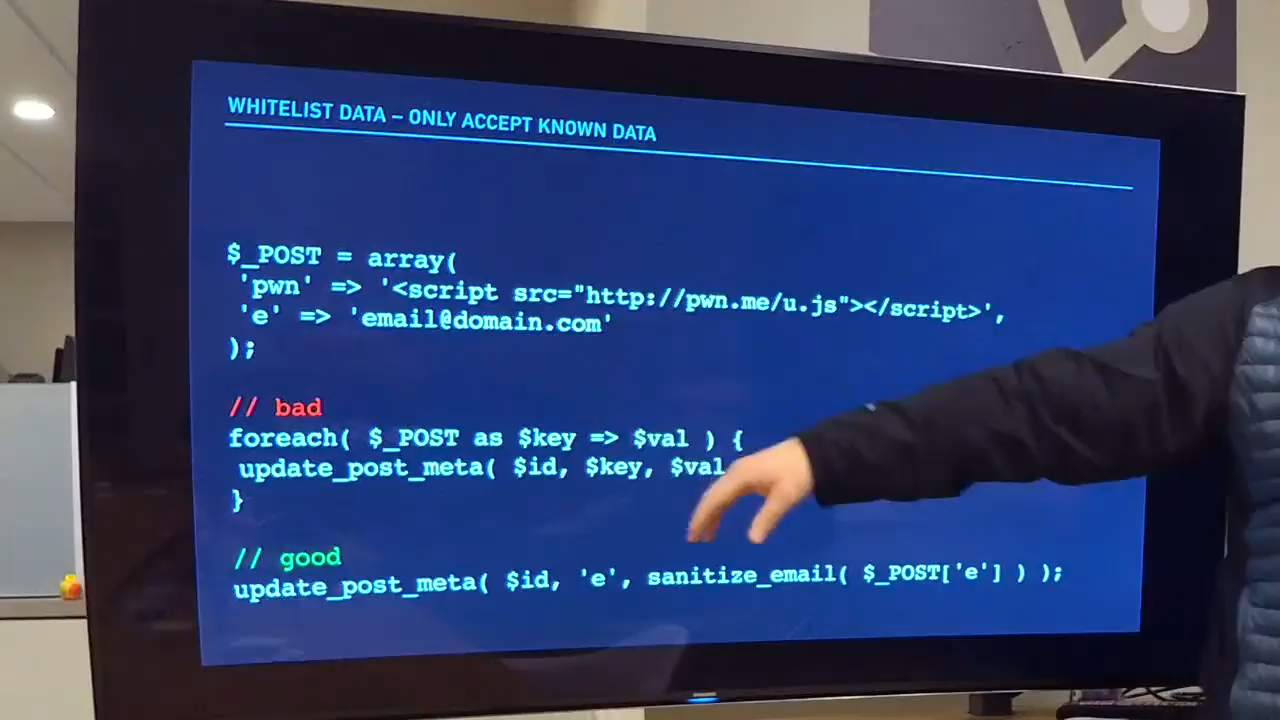 WHITELIST DATA – ONLY ACCEPT KNOWN DATA
$_POST = array(
'pwn' => '<script src="http://pwn.me/u.js"></script>',
'e' => 'email@domain.com'
);
// bad
foreach( $_POST as $key => $val ) {
update_post_meta( $id, $key, $val
}
// good
update_post_meta( $id, 'e', sanitize_email( $_POST['e'] ) );